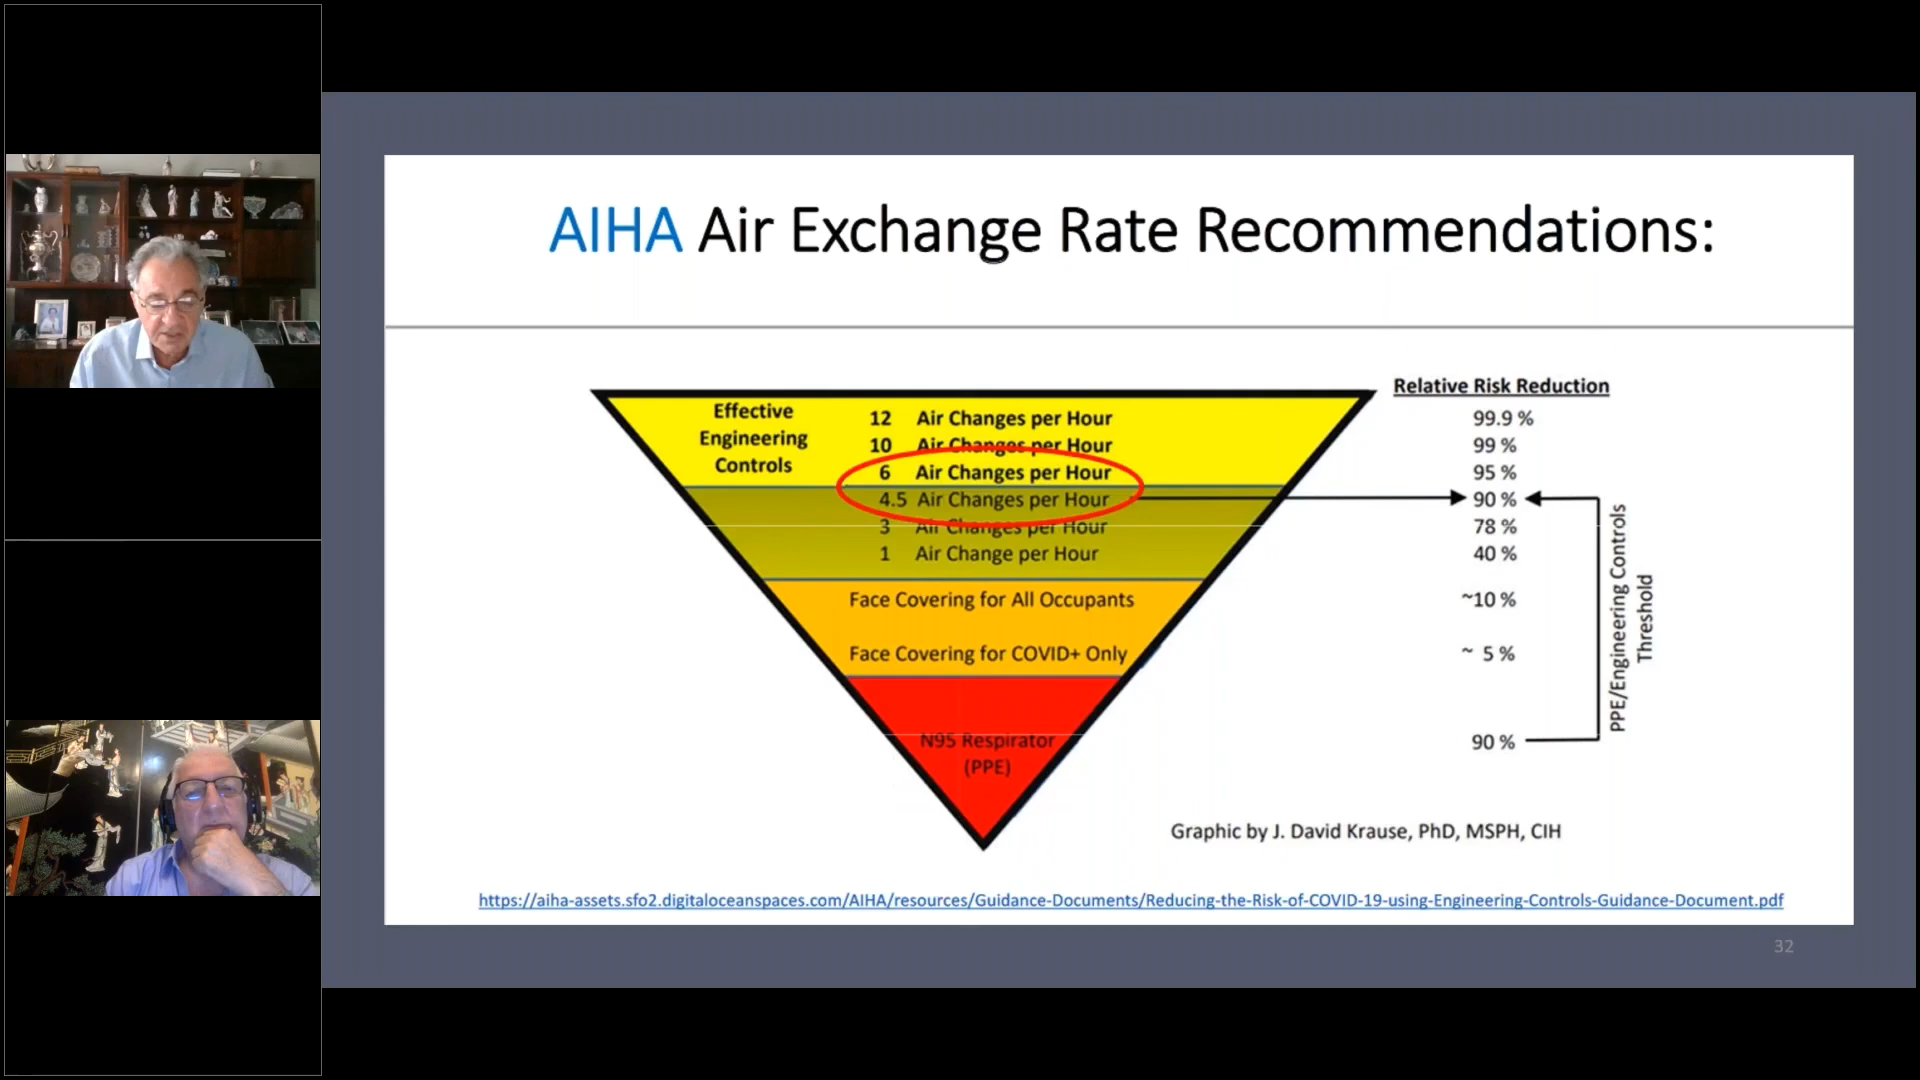 AIHA Air Exchange Rate Recommendations:
Relative Risk Reduction
Effective
Engineering
Controls
12 Air Changes per Hour 99.9 %
10 Air Changes per Hour 99 %
6 Air Changes per Hour 95 %
4.5 Air Changes per Hour 90 %
3 Air Changes per Hour 78 %
1 Air Change per Hour 40 %
Face Covering for All Occupants ~10 %
Face Covering for COVID+ Only ~ 5 %
N95 Respirator
(PPE)
90 %
PPE/Engineering Controls
Threshold
Graphic by J. David Krause, PhD, MSPH, CIH
https://aiha-assets.sfo2.digitaloceanspaces.com/AIHA/resources/Guidance-Documents/Reducing-the-Risk-of-COVID-19-using-Engineering-Controls-Guidance-Document.pdf
32